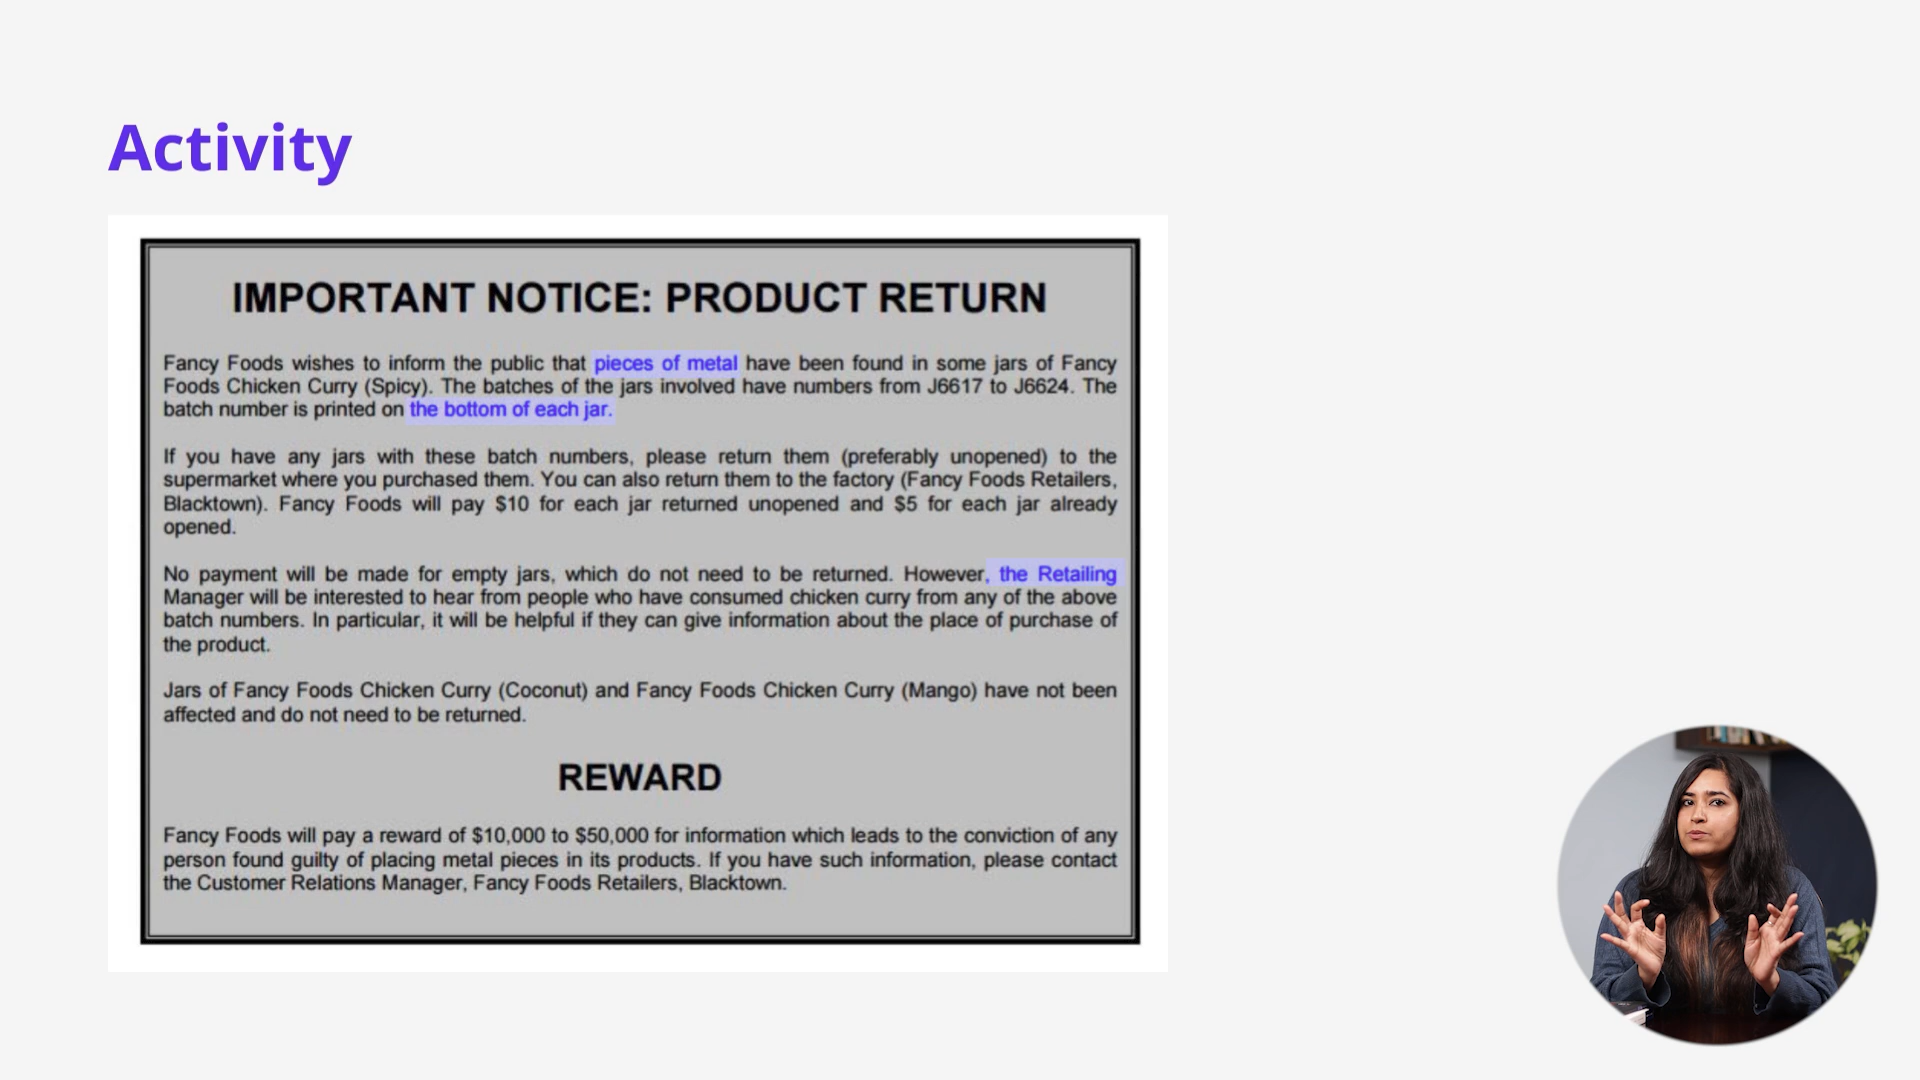 Activity
IMPORTANT NOTICE: PRODUCT RETURN
Fancy Foods wishes to inform the public that pieces of metal have been found in some jars of Fancy
Foods Chicken Curry (Spicy). The batches of the jars involved have numbers from J6617 to J6624. The
batch number is printed on the bottom of each jar.
If you have any jars with these batch numbers, please return them (preferably unopened) to the
supermarket where you purchased them. You can also return them to the factory (Fancy Foods Retailers,
Blacktown). Fancy Foods will pay $10 for each jar returned unopened and $5 for each jar already
opened.
No payment will be made for empty jars, which do not need to be returned. However, the Retailing
Manager will be interested to hear from people who have consumed chicken curry from any of the above
batch numbers. In particular, it will be helpful if they can give information about the place of purchase of
the product.
Jars of Fancy Foods Chicken Curry (Coconut) and Fancy Foods Chicken Curry (Mango) have not been
affected and do not need to be returned.
REWARD
Fancy Foods will pay a reward of $10,000 to $50,000 for information which leads to the conviction of any
person found guilty of placing metal pieces in its products. If you have such information, please contact
the Customer Relations Manager, Fancy Foods Retailers, Blacktown.